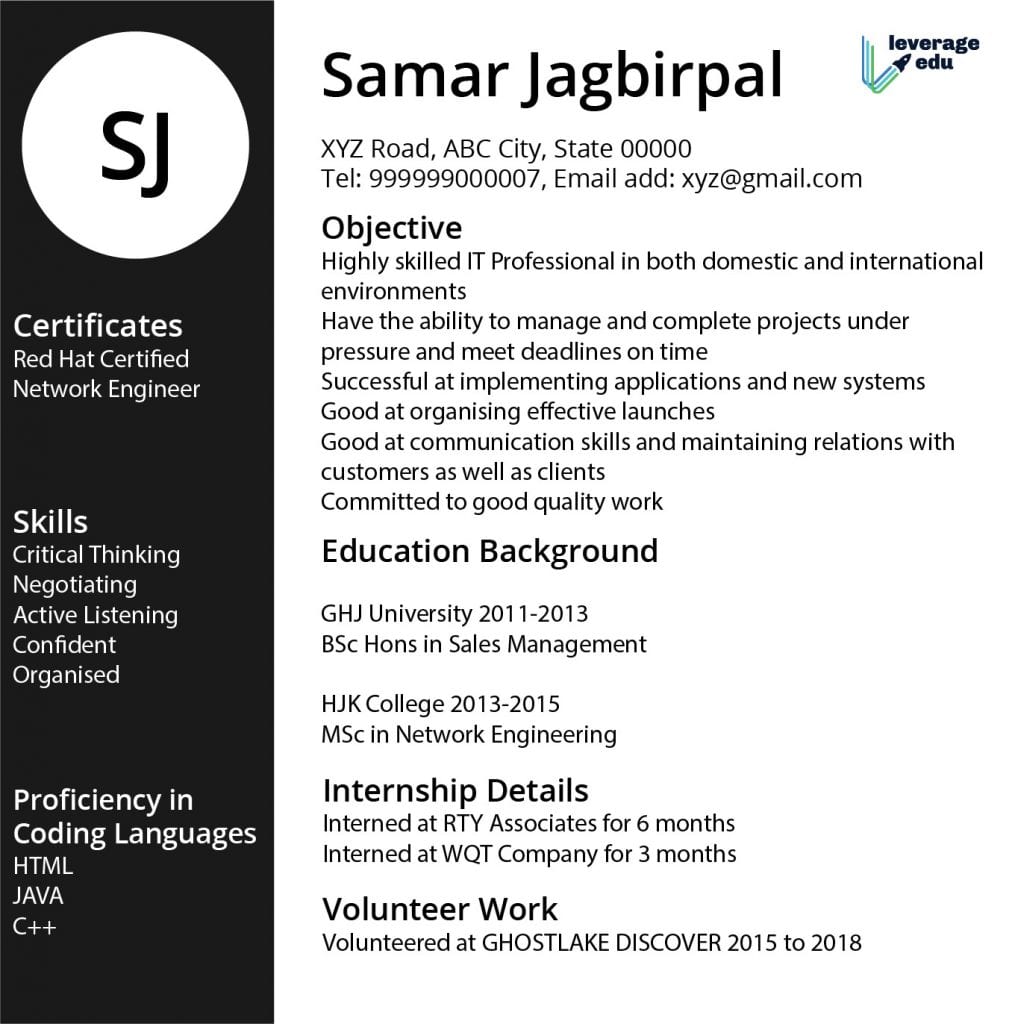 SJ
Certificates
Red Hat Certified
Network Engineer
Skills
Critical Thinking
Negotiating
Active Listening
Confident
Organised
Proficiency in
Coding Languages
HTML
JAVA
C++
Samar Jagbirpal
leverage
edu
XYZ Road, ABC City, State 00000
Tel: 999999000007, Email add: xyz@gmail.com
Objective
Highly skilled IT Professional in both domestic and international
environments
Have the ability to manage and complete projects under
pressure and meet deadlines on time
Successful at implementing applications and new systems
Good at organising effective launches
Good at communication skills and maintaining relations with
customers as well as clients
Committed to good quality work
Education Background
GHJ University 2011-2013
BSc Hons in Sales Management
HJK College 2013-2015
MSc in Network Engineering
Internship Details
Interned at RTY Associates for 6 months
Interned at WQT Company for 3 months
Volunteer Work
Volunteered at GHOSTLAKE DISCOVER 2015 to 2018